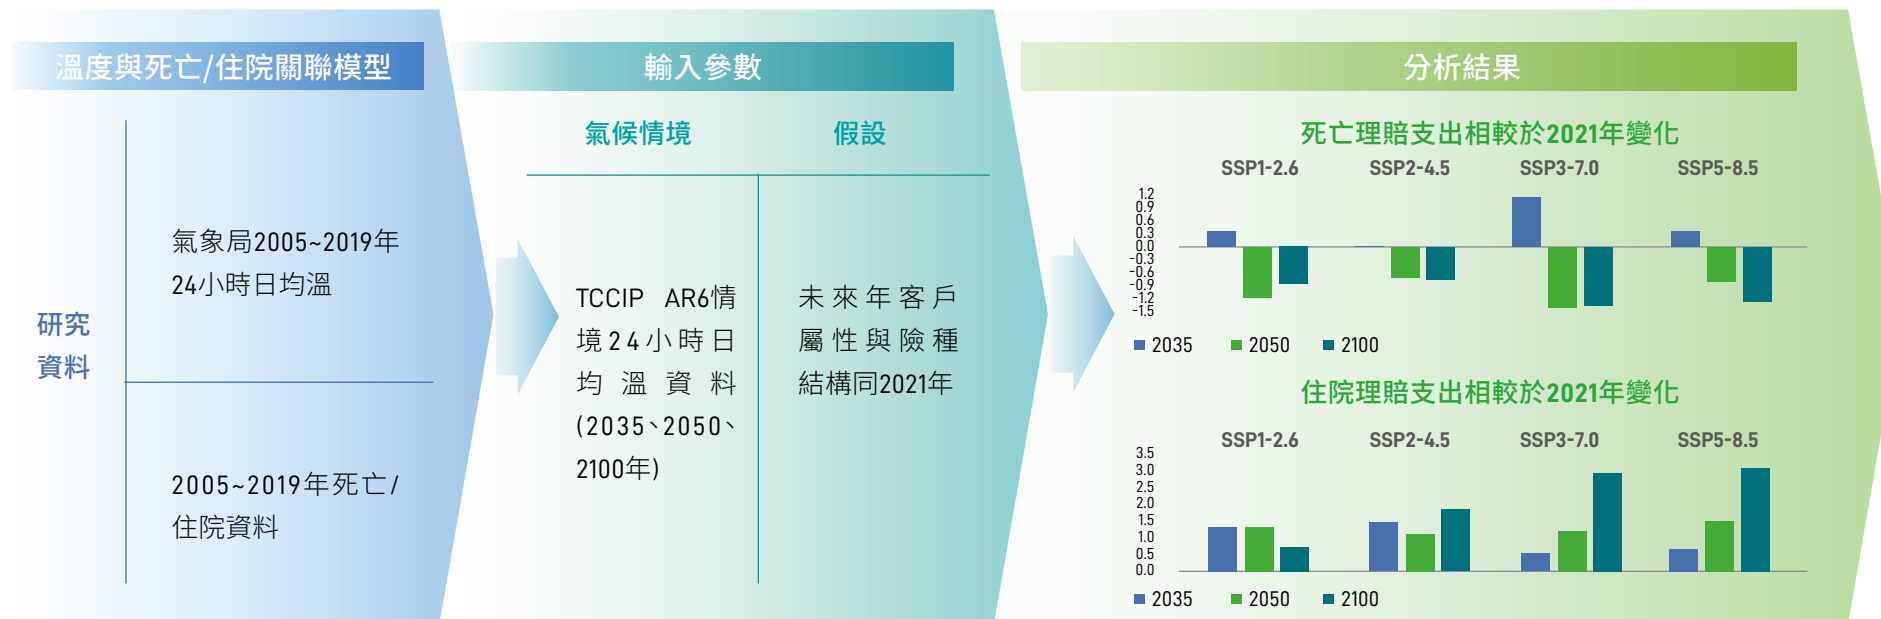 溫度與死亡/住院關聯模型
研究
資料
氣象局2005~2019年
24小時日均溫
2005~2019年死亡/
住院資料
輸入參數
氣候情境
假設
TCCIP AR6情
境24小時日
均溫資料
(2035、2050、
2100年)
未來年客戶
屬性與險種
結構同2021年
分析結果
死亡理賠支出相較於2021年變化
SSP1-2.6 SSP2-4.5 SSP3-7.0 SSP5-8.5
1.2
0.9
0.6
0.3
0.0
-0.3
-0.6
-0.9
-1.2
-1.5
2035 2050 2100
住院理賠支出相較於2021年變化
SSP1-2.6 SSP2-4.5 SSP3-7.0 SSP5-8.5
3.5
3.0
2.5
2.0
1.5
1.0
0.5
0.0
2035 2050 2100